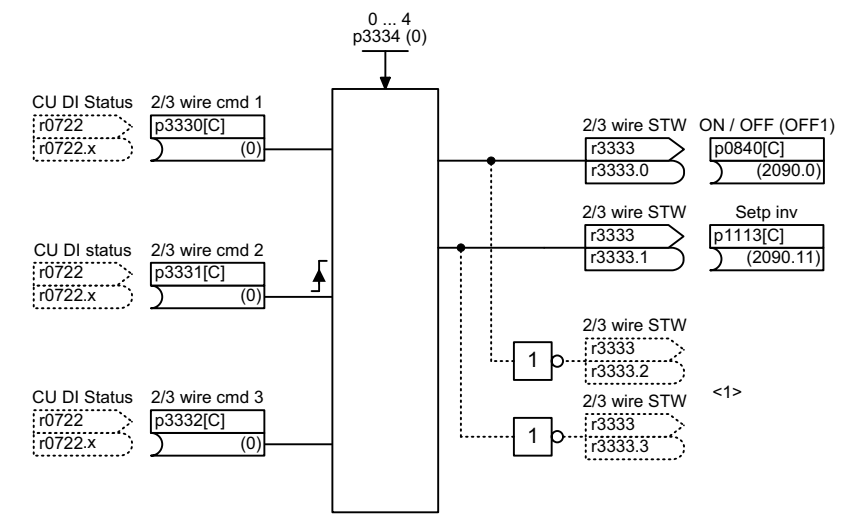 0 ... 4
p3334 (0)
CU DI Status 2/3 wire cmd 1
r0722 p3330[C]
r0722.x (0)
2/3 wire STW ON / OFF (OFF1)
r3333 p0840[C]
r3333.0 (2090.0)
2/3 wire STW Setp inv
r3333 p1113[C]
r3333.1 (2090.11)
CU DI status 2/3 wire cmd 2
r0722 p3331[C]
r0722.x (0)
2/3 wire STW
1 r3333
r3333.2
<1>
CU DI Status 2/3 wire cmd 3
r0722 p3332[C]
r0722.x (0)
2/3 wire STW
1 r3333
r3333.3